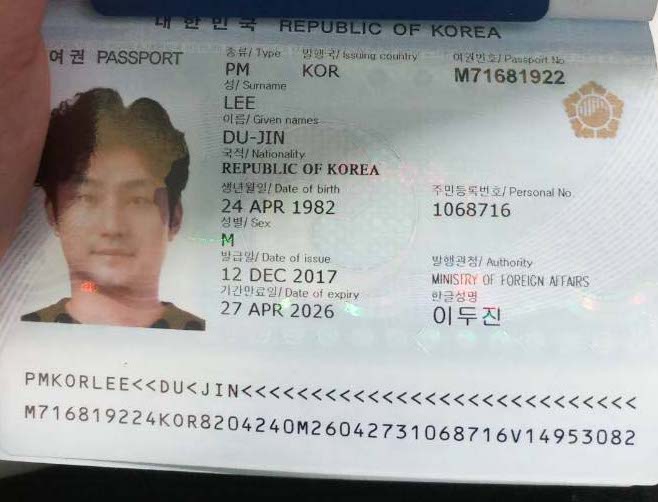 대 한 민 국 REPUBLIC OF KOREA
여 권 PASSPORT
종류/ Type 발행국/ Issuing country 여권번호/ Passport No
PM KOR M71681922
성/ Surname
LEE
이름/ Given names
DU-JIN
국적/ Nationality
REPUBLIC OF KOREA
생년월일/ Date of birth 주민등록번호/ Personal No.
24 APR 1982 1068716
성별/ Sex
M
발급일/ Date of issue 발행관청/ Authority
12 DEC 2017 MINISTRY OF FOREIGN AFFAIRS
기간만료일/ Date of expiry 한글성명
27 APR 2026 이두진
PMKORLEE<<DU<JIN<<<<<<<<<<<<<<<<<<<<<<<<<<<<
M716819224KOR8204240M26042731068716V14953082